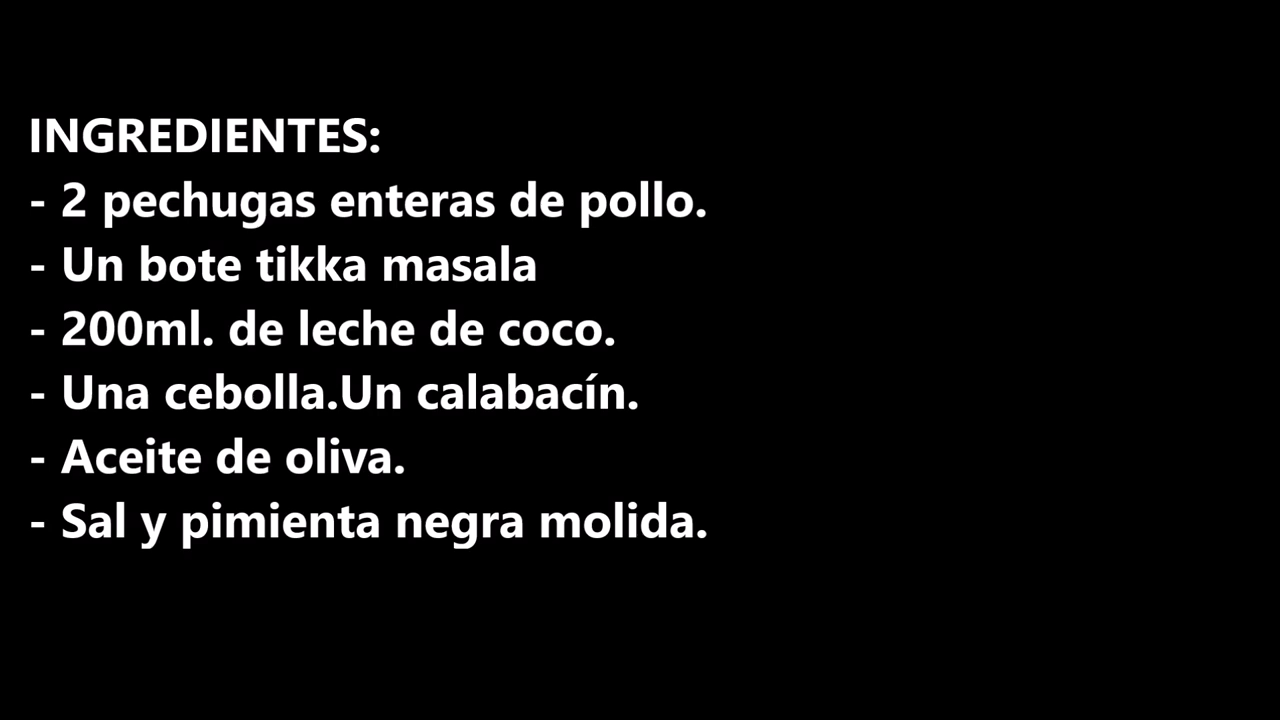 INGREDIENTES:
- 2 pechugas enteras de pollo.
- Un bote tikka masala
- 200ml. de leche de coco.
- Una cebolla.Un calabacín.
- Aceite de oliva.
- Sal y pimienta negra molida.